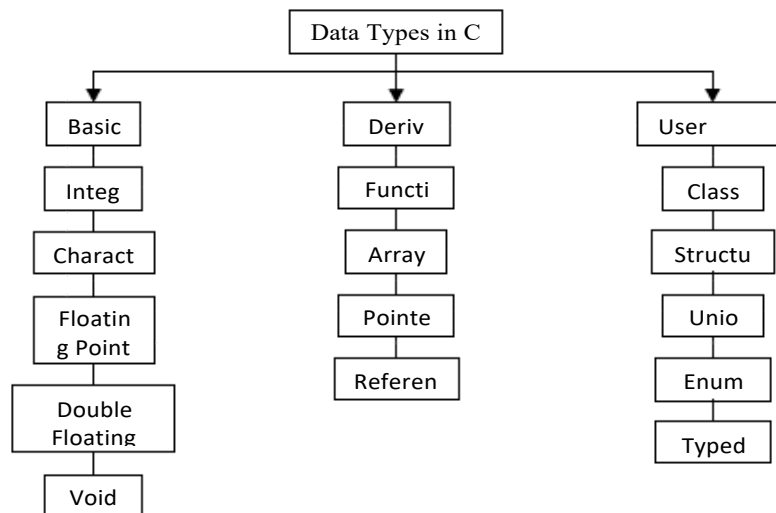 Data Types in C
Basic
Deriv
User
Integ
Functi
Class
Charact
Array
Structu
Floatin
g Point
Pointe
Unio
Double
Floating
Referen
Enum
Void
Typed